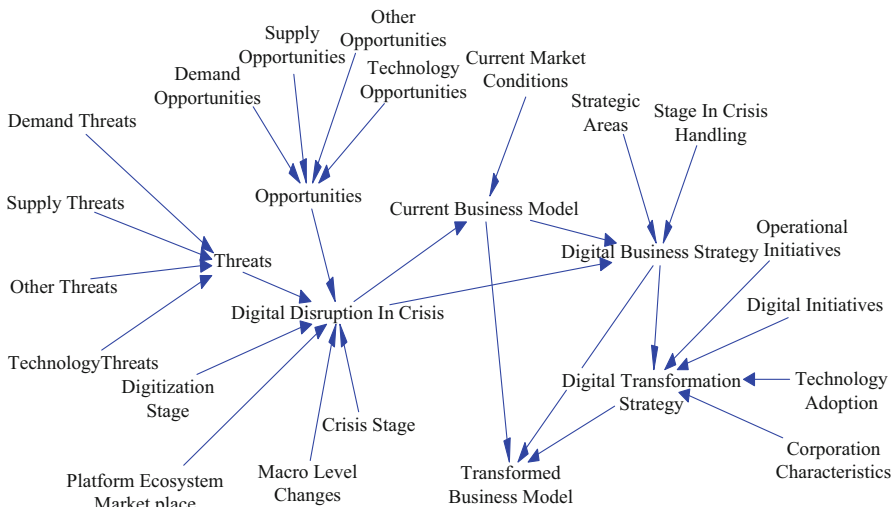 Other
Opportunities
Supply
Opportunities
Current Market
Conditions
Demand
Opportunities
Technology
Opportunities
Strategic
Areas
Stage In Crisis
Handling
Demand Threats
Opportunities
Supply Threats
Current Business Model
Operational
Initiatives
Threats
Digital Business Strategy
Other Threats
Digital Disruption In Crisis
Digital Initiatives
TechnologyThreats
Digitization
Stage
Digital Transformation
Strategy
Technology
Adoption
Crisis Stage
Corporation
Characteristics
Platform Ecosystem
Market place
Macro Level
Changes
Transformed
Business Model